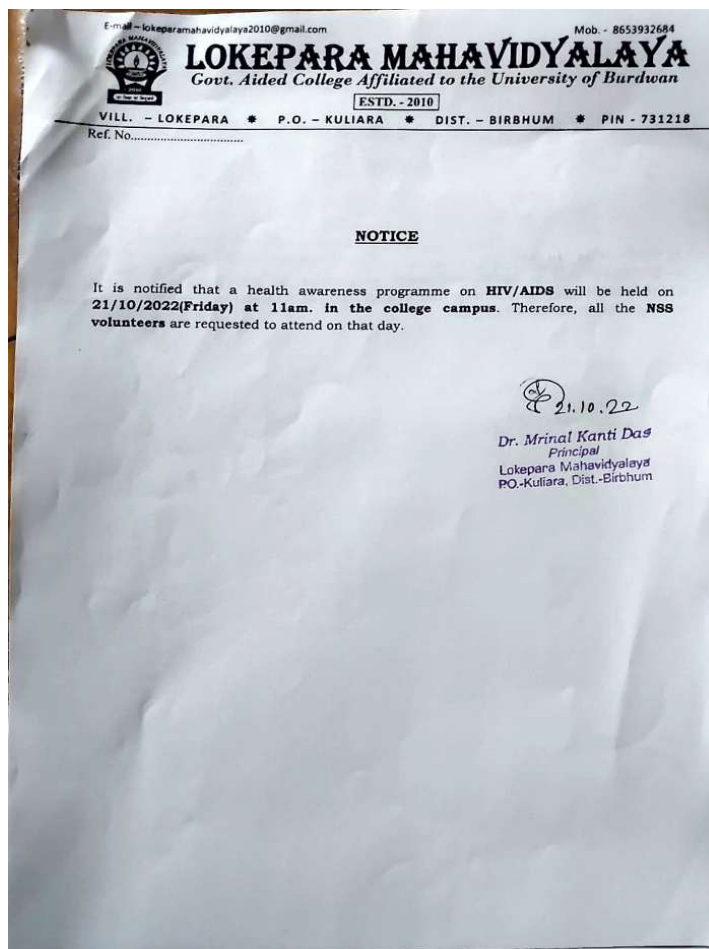 E-mail - lokeparamahavidyalaya2010@gmail.com Mob. - 8653932684
LOKEPARA MAHAVIDYALAYA
Govt. Aided College Affiliated to the University of Burdwan
ESTD. - 2010
VILL. - LOKEPARA * P.O. - KULIARA * DIST. - BIRBHUM * PIN - 731218
Ref. No.................................
NOTICE
It is notified that a health awareness programme on HIV/AIDS will be held on
21/10/2022(Friday) at 11am. in the college campus. Therefore, all the NSS
volunteers are requested to attend on that day.
21.10.22
Dr. Mrinal Kanti Das
Principal
Lokepara Mahavidyalaya
PO.-Kuliara, Dist.-Birbhum